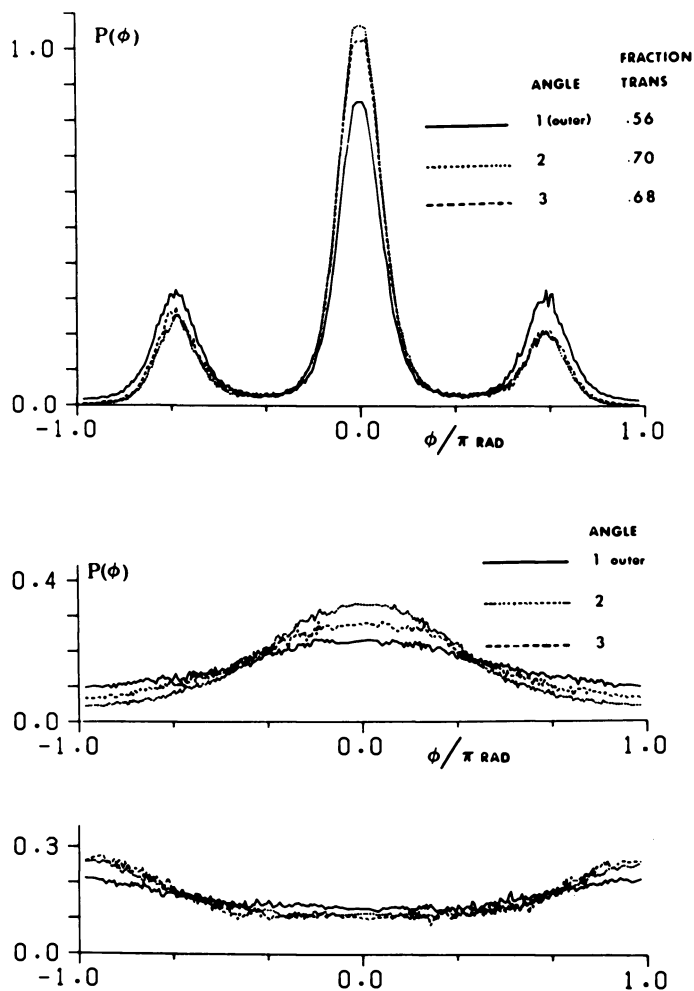 P(φ)
1.0
FRACTION
ANGLE TRANS
1 (outer) .56
2 .70
3 .68
0.0
-1.0 0.0 1.0
φ/π RAD
ANGLE
1 outer
0.4 P(φ)
2
3
0.0
-1.0 0.0 1.0
φ/π RAD
0.3
0.0
-1.0 0.0 1.0